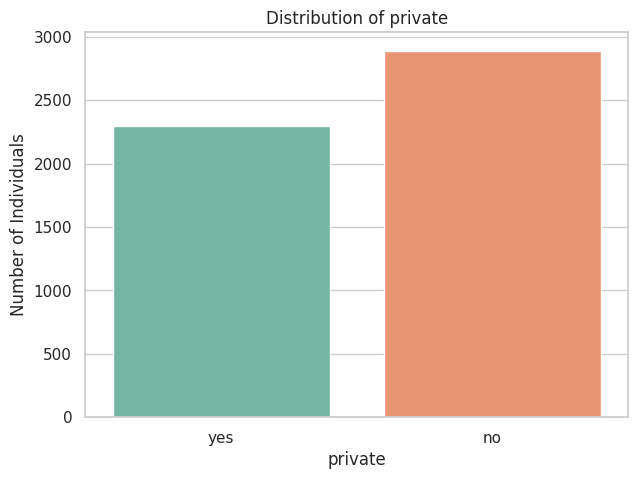 Distribution of private
3000
2500
2000
1500
1000
500
0
Number of Individuals
yes
no
private